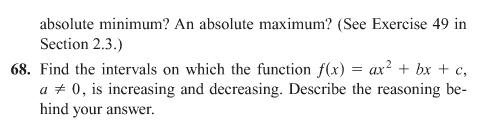 absolute minimum? An absolute maximum? (See Exercise 49 in
Section 2.3.)
68. Find the intervals on which the function f(x) = ax² + bx + c,
a ≠ 0, is increasing and decreasing. Describe the reasoning be-
hind your answer.